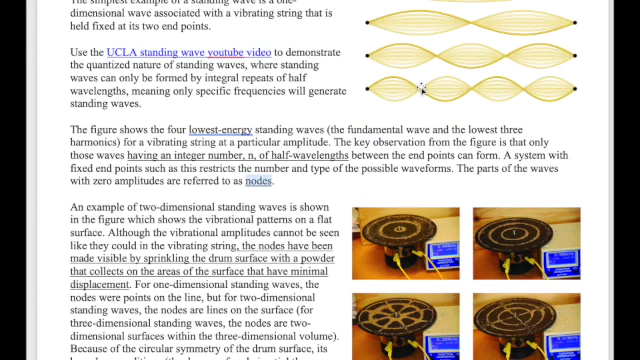 The simplest example of a standing wave is a one-
dimensional wave associated with a vibrating string that is
held fixed at its two end points.
Use the UCLA standing wave youtube video to demonstrate
the quantized nature of standing waves, where standing
waves can only be formed by integral repeats of half
wavelengths, meaning only specific frequencies will generate
standing waves.
The figure shows the four lowest-energy standing waves (the fundamental wave and the lowest three
harmonics) for a vibrating string at a particular amplitude. The key observation from the figure is that only
those waves having an integer number, n, of half-wavelengths between the end points can form. A system with
fixed end points such as this restricts the number and type of the possible waveforms. The parts of the waves
with zero amplitudes are referred to as nodes.
An example of two-dimensional standing waves is shown
in the figure which shows the vibrational patterns on a flat
surface. Although the vibrational amplitudes cannot be seen
like they could in the vibrating string, the nodes have been
made visible by sprinkling the drum surface with a powder
that collects on the areas of the surface that have minimal
displacement. For one-dimensional standing waves, the
nodes were points on the line, but for two-dimensional
standing waves, the nodes are lines on the surface (for
three-dimensional standing waves, the nodes are two-
dimensional surfaces within the three-dimensional volume).
Because of the circular symmetry of the drum surface, its